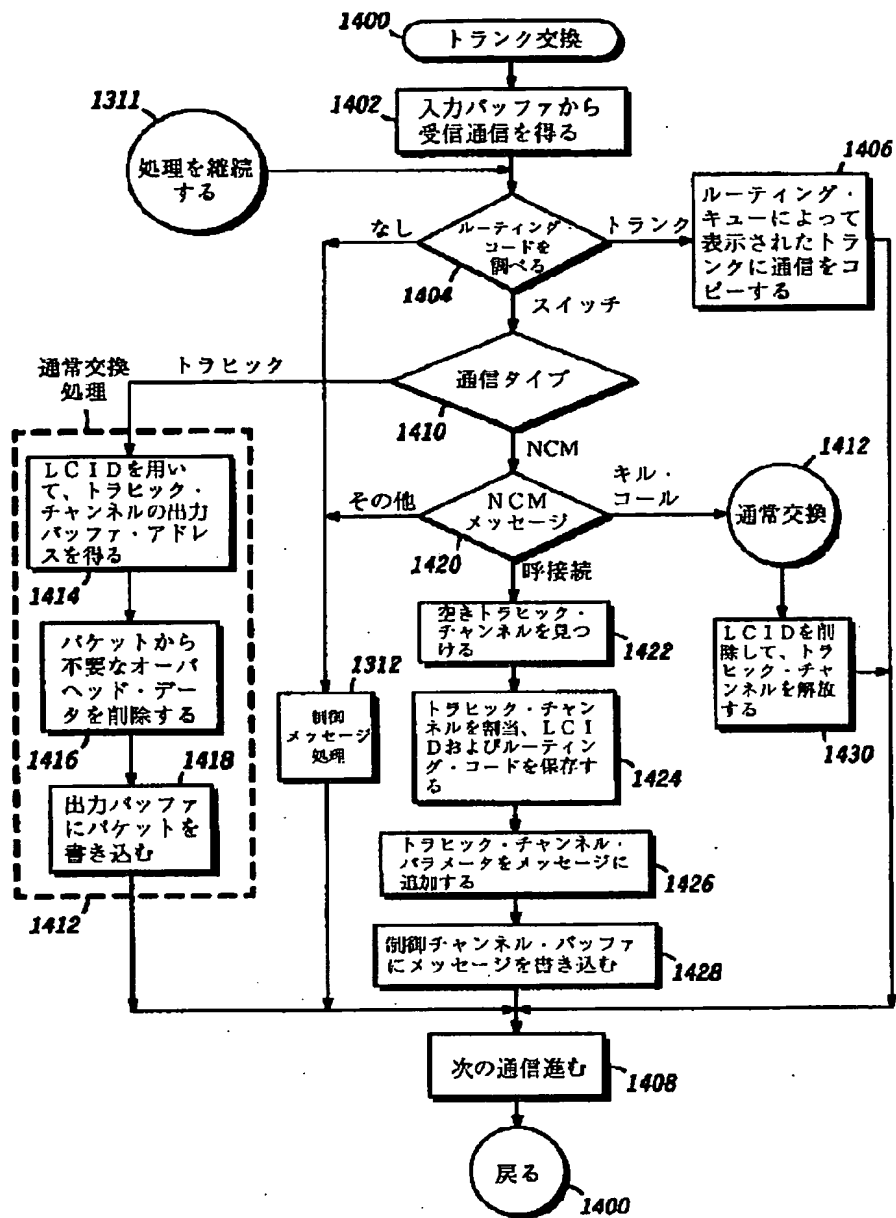 1400
トランク交換
1402
入力バッファから
受信通信を得る
1311
処理を継続
する
1406
ルーティング・
キューによって
表示されたトラ
ンクに通信をコ
ピーする
なし
ルーティング・
コードを
調べる
トランク
1404
スイッチ
通常交換
処理
トラヒック
通信タイプ
1410
NCM
1412
LCIDを用い
て、トラヒック・
チャンネルの出力
バッファ・アドレ
スを得る
1414
その他
NCM
メッセージ
キル・
コール
通常交換
1420
呼接続
空きトラヒック・
チャンネルを見つ
ける
1422
LCIDを削
除して、トラ
ヒック・チャ
ンネルを解放
する
1430
パケットから
不要なオーバ
ヘッド・デー
タを削除する
1416
1312
制御
メッセージ
処理
トラヒック・チャン
ネルを割当、LCI
Dおよびルーティン
グ・コードを保存す
る
1424
1418
出力バッファ
にパケットを
書き込む
1412
トラヒック・チャンネル・
パラメータをメッセージに
追加する
1426
制御チャンネル・バッファ
にメッセージを書き込む
1428
次の通信進む
1408
戻る
1400